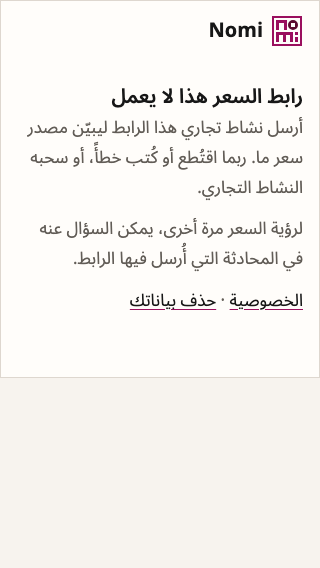 Nomi
رابط السعر هذا لا يعمل
أرسل نشاط تجاري هذا الرابط ليبيّن مصدر
سعر ما. ربما اقتُطع أو كُتب خطأً، أو سحبه
النشاط التجاري.
لرؤية السعر مرة أخرى، يمكن السؤال عنه
في المحادثة التي أُرسل فيها الرابط.
الخصوصية · حذف بياناتك